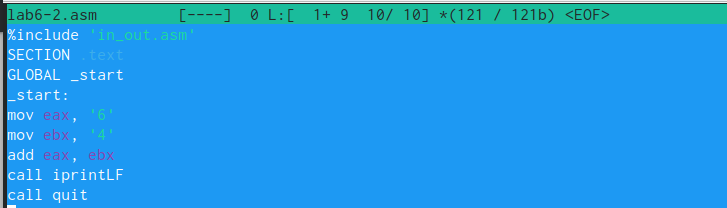 lab6-2.asm [----] 0 L:[ 1+ 9 10/ 10] *(121 / 121b) <EOF>
%include 'in_out.asm'
SECTION .text
GLOBAL _start
_start:
mov eax, '6'
mov ebx, '4'
add eax, ebx
call iprintLF
call quit